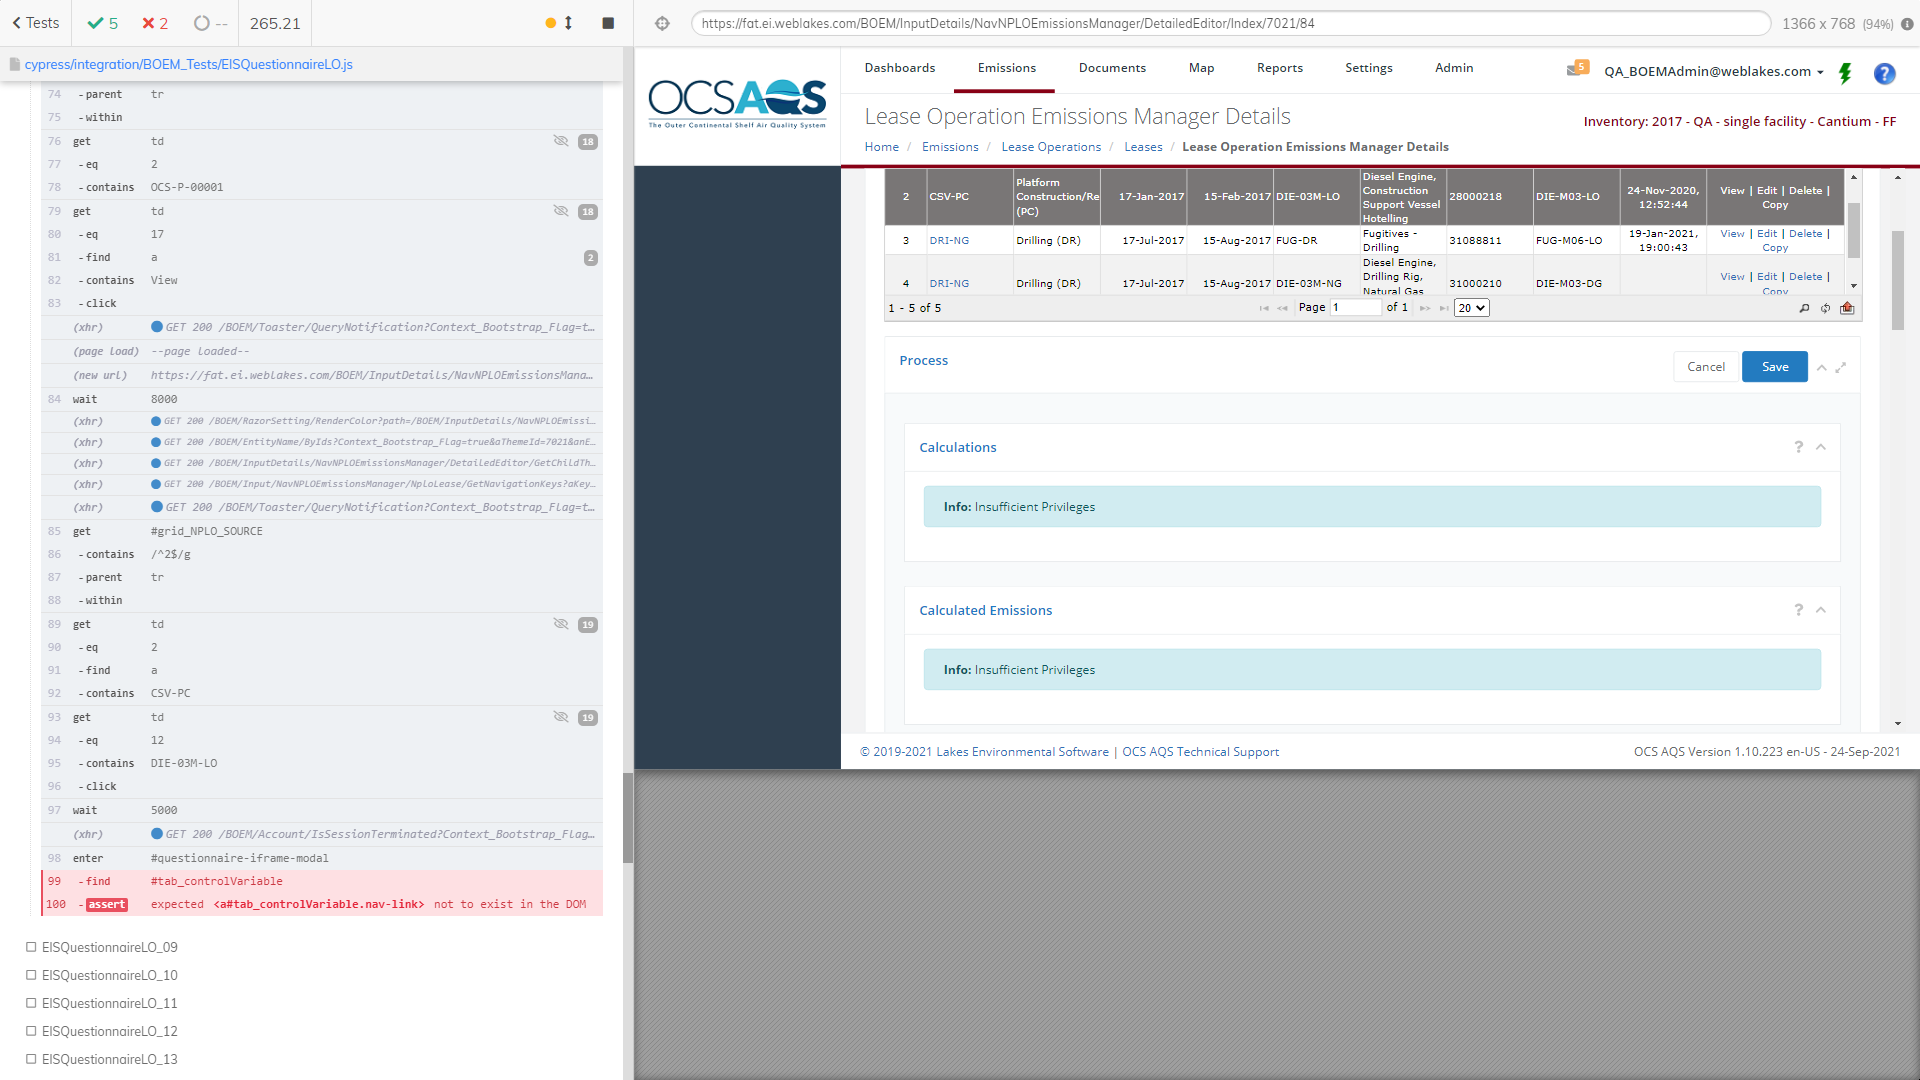 Tests
5
2
--
265.21
cypress/integration/BOEM_Tests/EISQuestionnaireLO.js
74 -parent tr
75 -within
76 get td 18
77 -eq 2
78 -contains OCS-P-00001
79 get td 18
80 -eq 17
81 -find a 2
82 -contains View
83 -click
(xhr) GET 200 /BOEM/Toaster/QueryNotification?Context_Bootstrap_Flag=t...
(page load) --page loaded--
(new url) https://fat.ei.weblakes.com/BOEM/InputDetails/NavNPLOEmissionsMana...
84 wait 8000
(xhr) GET 200 /BOEM/RazorSetting/RenderColor?path=/BOEM/InputDetails/NavNPLOEmissi...
(xhr) GET 200 /BOEM/EntityName/ByIds?Context_Bootstrap_Flag=true&aThemeId=7021&anE...
(xhr) GET 200 /BOEM/InputDetails/NavNPLOEmissionsManager/DetailedEditor/GetChildTh...
(xhr) GET 200 /BOEM/Input/NavNPLOEmissionsManager/NploLease/GetNavigationKeys?aKey...
(xhr) GET 200 /BOEM/Toaster/QueryNotification?Context_Bootstrap_Flag=t...
85 get #grid_NPLO_SOURCE
86 -contains /^2$/g
87 -parent tr
88 -within
89 get td 19
90 -eq 2
91 -find a
92 -contains CSV-PC
93 get td 19
94 -eq 12
95 -contains DIE-03M-LO
96 -click
97 wait 5000
(xhr) GET 200 /BOEM/Account/IsSessionTerminated?Context_Bootstrap_Flag...
98 enter #questionnaire-iframe-modal
99 -find #tab_controlVariable
100 -assert expected <a#tab_controlVariable.nav-link> not to exist in the DOM
EISQuestionnaireLO_09
EISQuestionnaireLO_10
EISQuestionnaireLO_11
EISQuestionnaireLO_12
EISQuestionnaireLO_13
https://fat.ei.weblakes.com/BOEM/InputDetails/NavNPLOEmissionsManager/DetailedEditor/Index/7021/84
1366 x 768 (94%)
OCSAQS
The Outer Continental Shelf Air Quality System
Dashboards Emissions Documents Map Reports Settings Admin
5 QA_BOEMAdmin@weblakes.com ?
Lease Operation Emissions Manager Details
Inventory: 2017 - QA - single facility - Cantium - FF
Home / Emissions / Lease Operations / Leases / Lease Operation Emissions Manager Details
2 CSV-PC Platform Construction/Re (PC) 17-Jan-2017 15-Feb-2017 DIE-03M-LO Diesel Engine, Construction Support Vessel Hotelling 28000218 DIE-M03-LO 24-Nov-2020, 12:52:44 View | Edit | Delete | Copy
3 DRI-NG Drilling (DR) 17-Jul-2017 15-Aug-2017 FUG-DR Fugitives - Drilling 31088811 FUG-M06-LO 19-Jan-2021, 19:00:43 View | Edit | Delete | Copy
4 DRI-NG Drilling (DR) 17-Jul-2017 15-Aug-2017 DIE-03M-NG Diesel Engine, Drilling Rig, Natural Gas 31000210 DIE-M03-DG View | Edit | Delete | Copy
1 - 5 of 5 Page 1 of 1 20
Process
Cancel Save
Calculations ?
Info: Insufficient Privileges
Calculated Emissions ?
Info: Insufficient Privileges
© 2019-2021 Lakes Environmental Software | OCS AQS Technical Support
OCS AQS Version 1.10.223 en-US - 24-Sep-2021